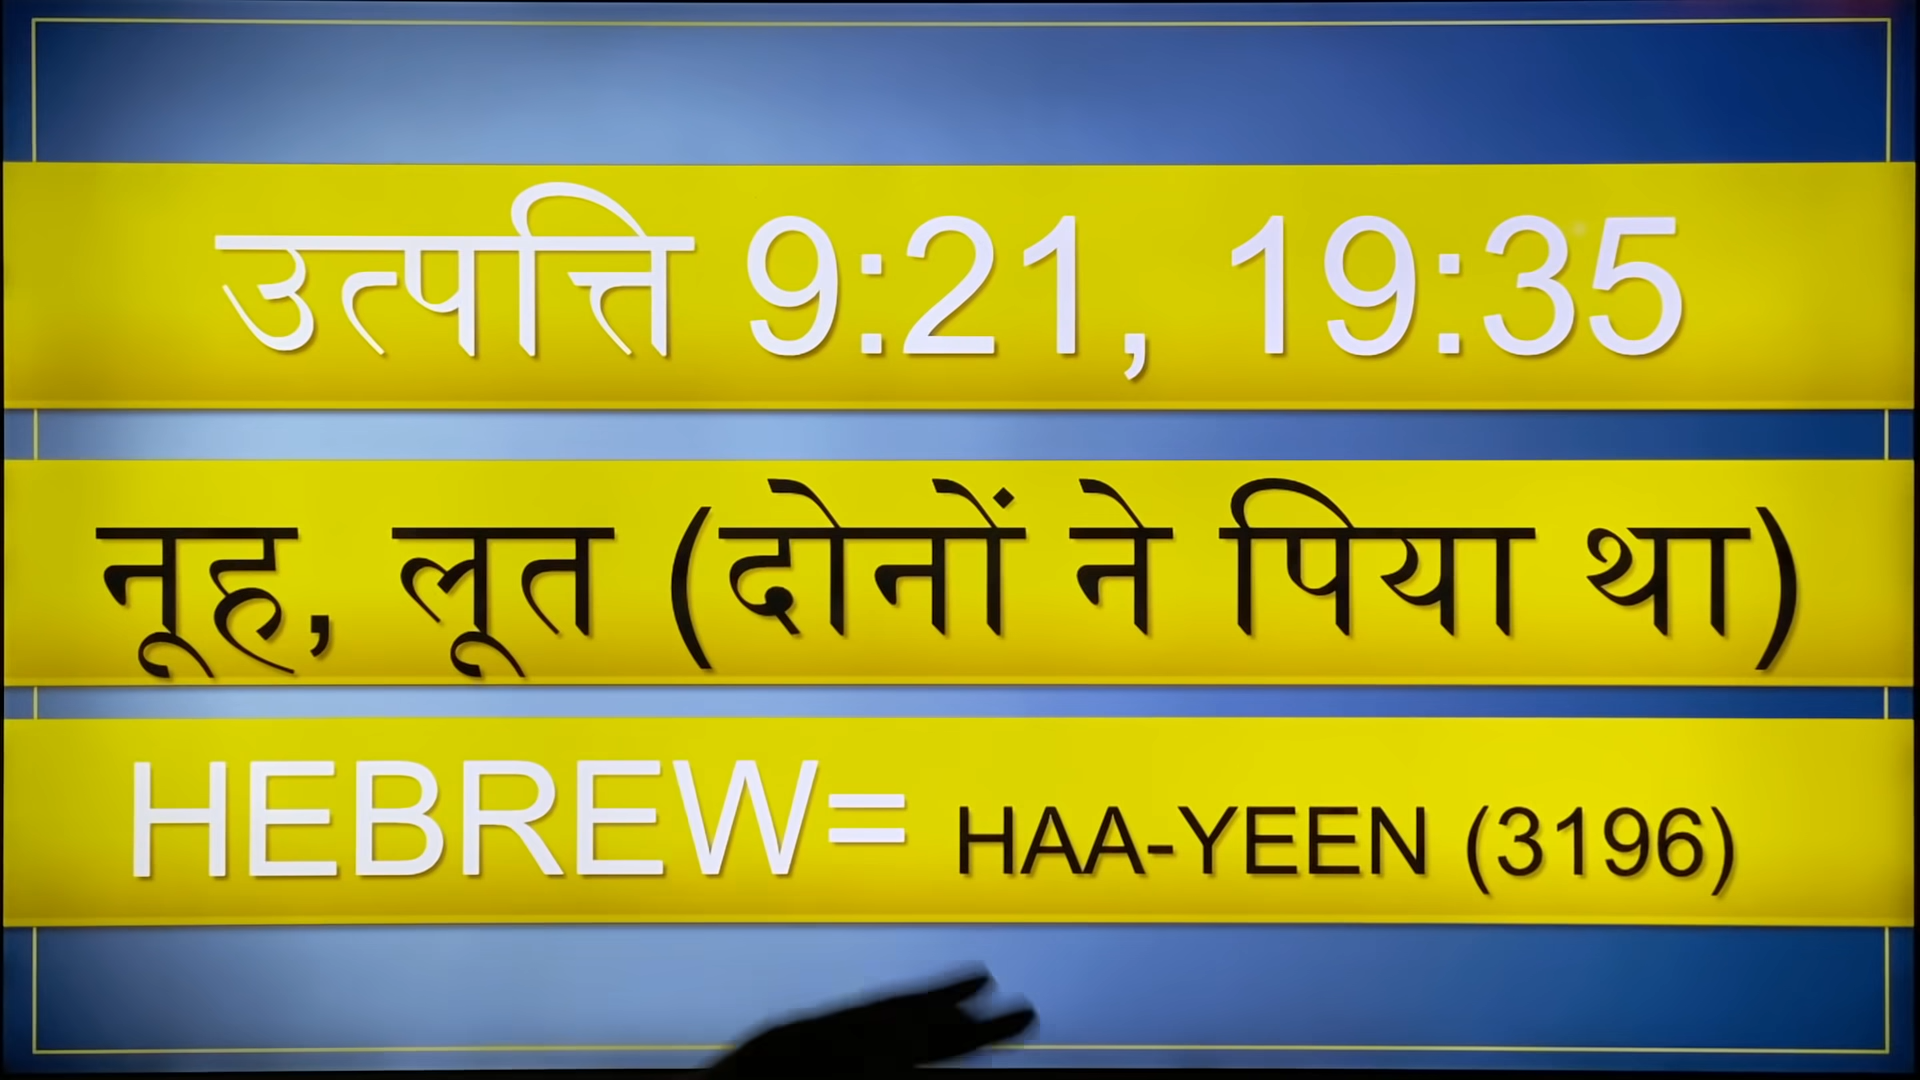 उत्पत्ति 9:21, 19:35
नूह, लूत (दोनों ने पिया था)
HEBREW= HAA-YEEN (3196)